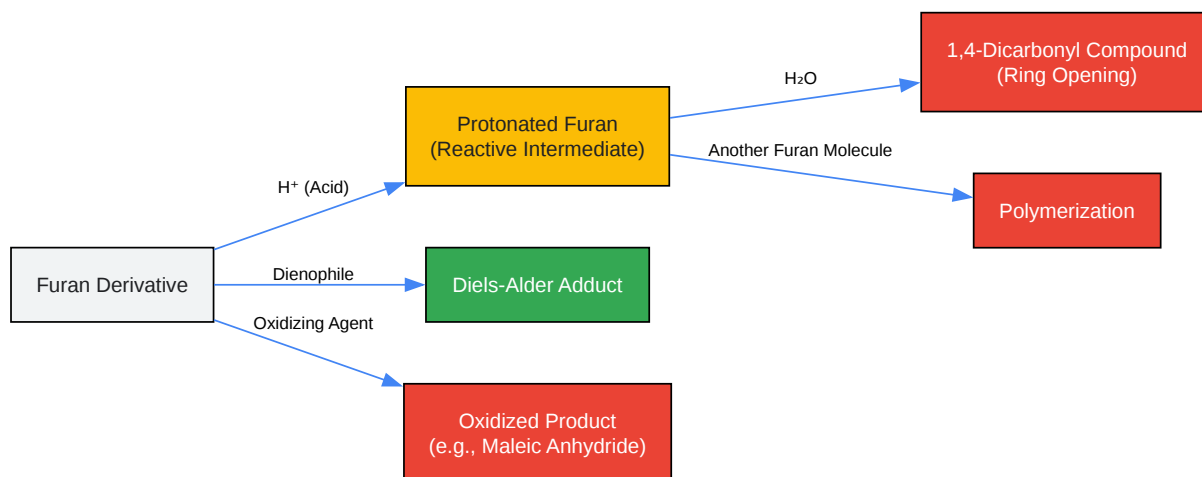 1,4-Dicarbonyl Compound
(Ring Opening)
H₂O
Protonated Furan
(Reactive Intermediate)
Another Furan Molecule
H⁺ (Acid)
Polymerization
Furan Derivative
Dienophile
Diels-Alder Adduct
Oxidizing Agent
Oxidized Product
(e.g., Maleic Anhydride)